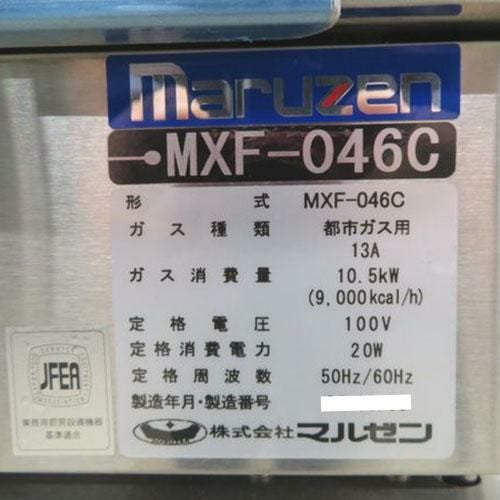 maruzen
MXF-046C
形式 MXF-046C
ガス種類 都市ガス用
13A
ガス消費量 10.5kW
(9,000kcal/h)
定格電圧 100V
定格消費電力 20W
定格周波数 50Hz/60Hz
製造年月・製造番号
株式会社マルゼン
JFEA
業務用厨房設備機器
基準適合